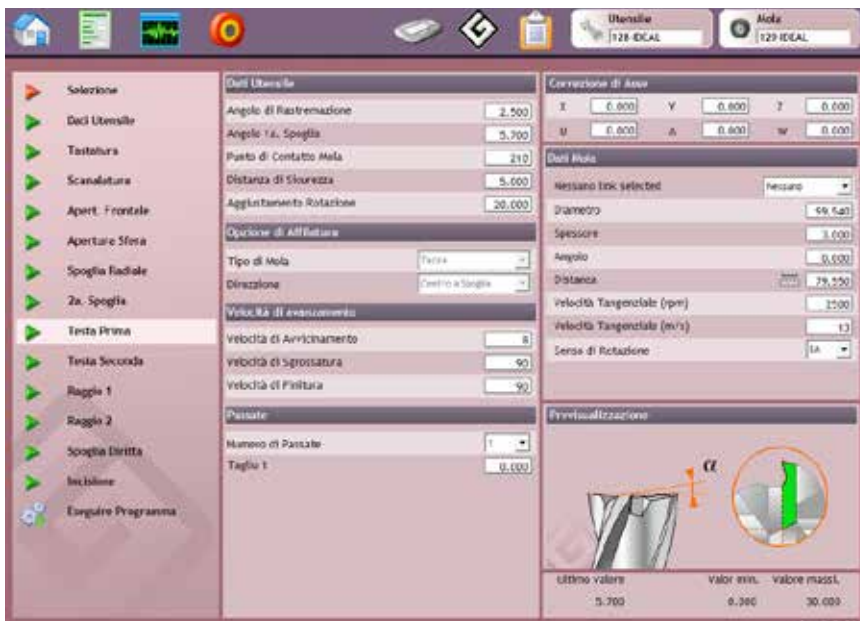 Utensile
128-IDEAL
Mola
129 IDEAL
Selezione
Dati Utensile
Tastatura
Scanalatura
Apert. Frontale
Aperture Sfera
Spoglia Radiale
2a. Spoglia
Testa Prima
Testa Seconda
Raggio 1
Raggio 2
Spoglia Diritta
Incisione
Eseguire Programma
Dati Utensile
Angolo di Rastremazione 2.500
Angolo 1a. Spoglia 5.700
Punto di Contatto Mola 210
Distanza di Sicurezza 5.000
Aggiustamento Rotazione 20.000
Opzione di Affilatura
Tipo di Mola Tazza
Direzione Centro a Spoglia
Velocità di avanzamento
Velocità di Avvicinamento 8
Velocità di Sgrossatura 90
Velocità di Finitura 90
Passate
Numero di Passate 1
Taglio 1 0.000
Correzione di Asse
X 0.000 Y 0.000 Z 0.000
U 0.000 A 0.000 W 0.000
Dati Mola
Nessuno link selected Nessuno
Diametro 99.540
Spessore 3.000
Angolo 0.000
Distanza 79.550
Velocità Tangenziale (rpm) 2500
Velocità Tangenziale (m/s) 13
Senso di Rotazione
Previsualizzazione
α
Ultimo valore Valor min. Valore massi.
5.700 0.300 30.000